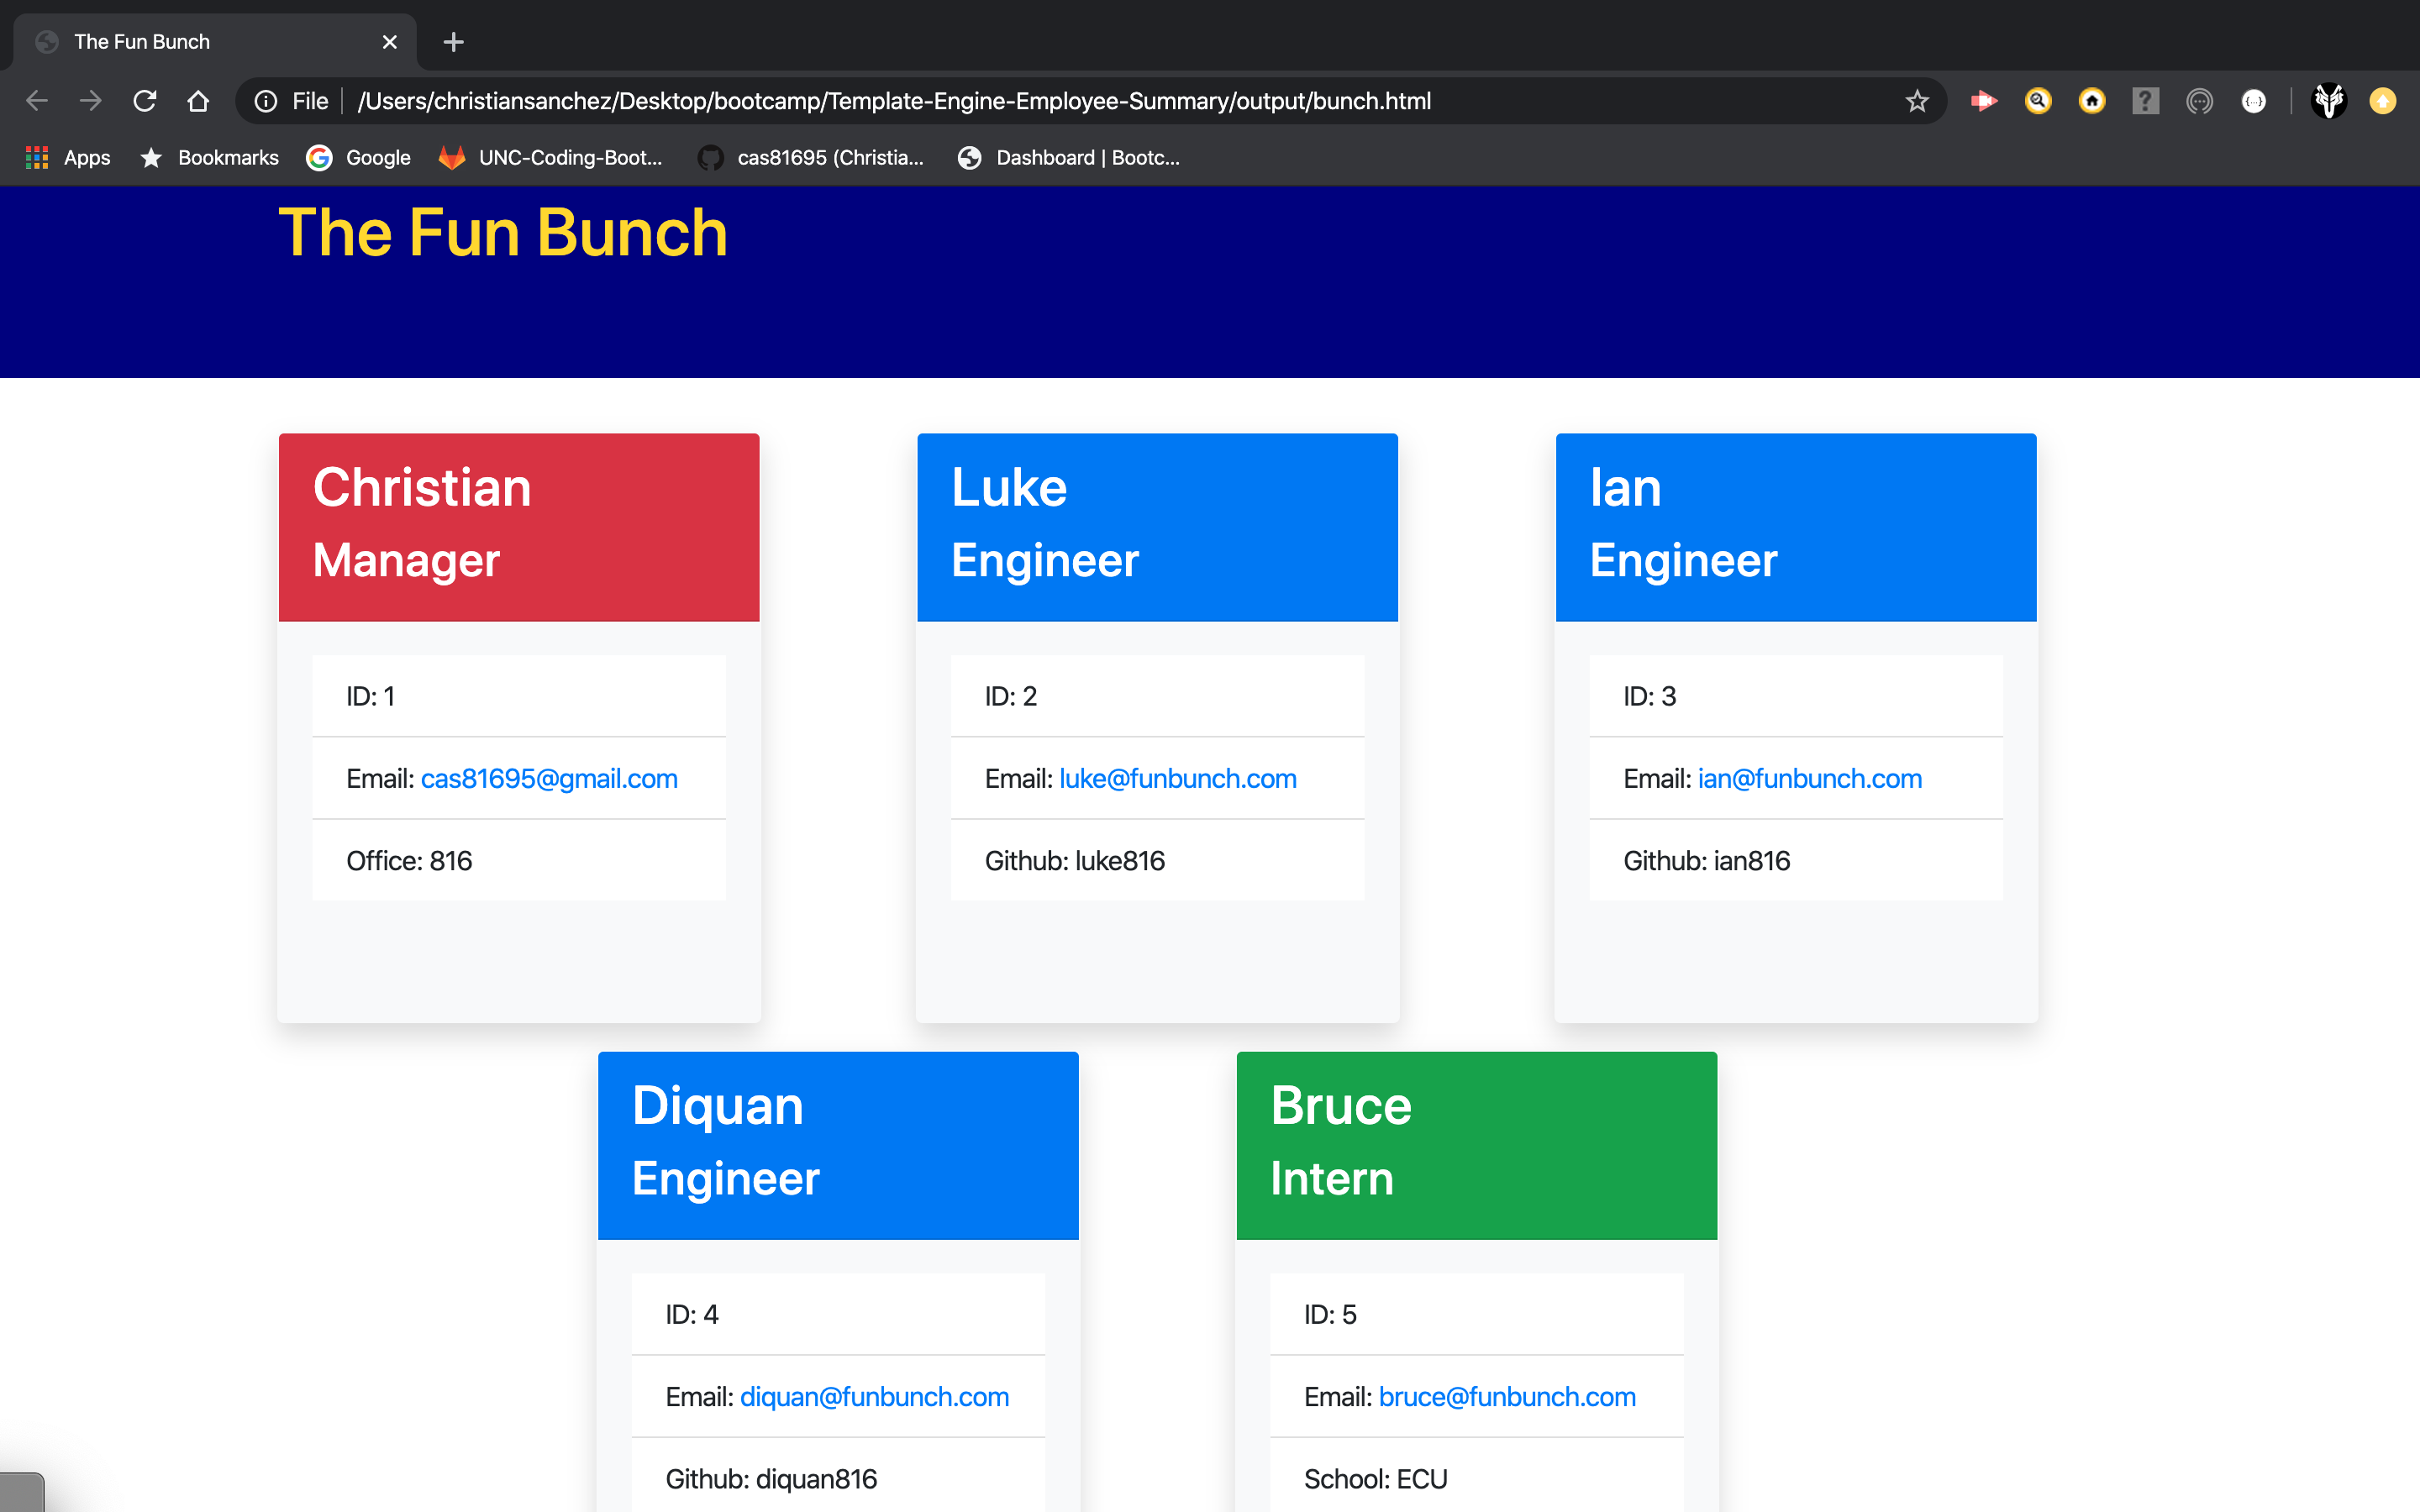 The Fun Bunch
File /Users/christiansanchez/Desktop/bootcamp/Template-Engine-Employee-Summary/output/bunch.html
Apps Bookmarks Google UNC-Coding-Boot... cas81695 (Christia... Dashboard | Bootc...
The Fun Bunch
Christian
Manager
ID: 1
Email: cas81695@gmail.com
Office: 816
Luke
Engineer
ID: 2
Email: luke@funbunch.com
Github: luke816
Ian
Engineer
ID: 3
Email: ian@funbunch.com
Github: ian816
Diquan
Engineer
ID: 4
Email: diquan@funbunch.com
Github: diquan816
Bruce
Intern
ID: 5
Email: bruce@funbunch.com
School: ECU